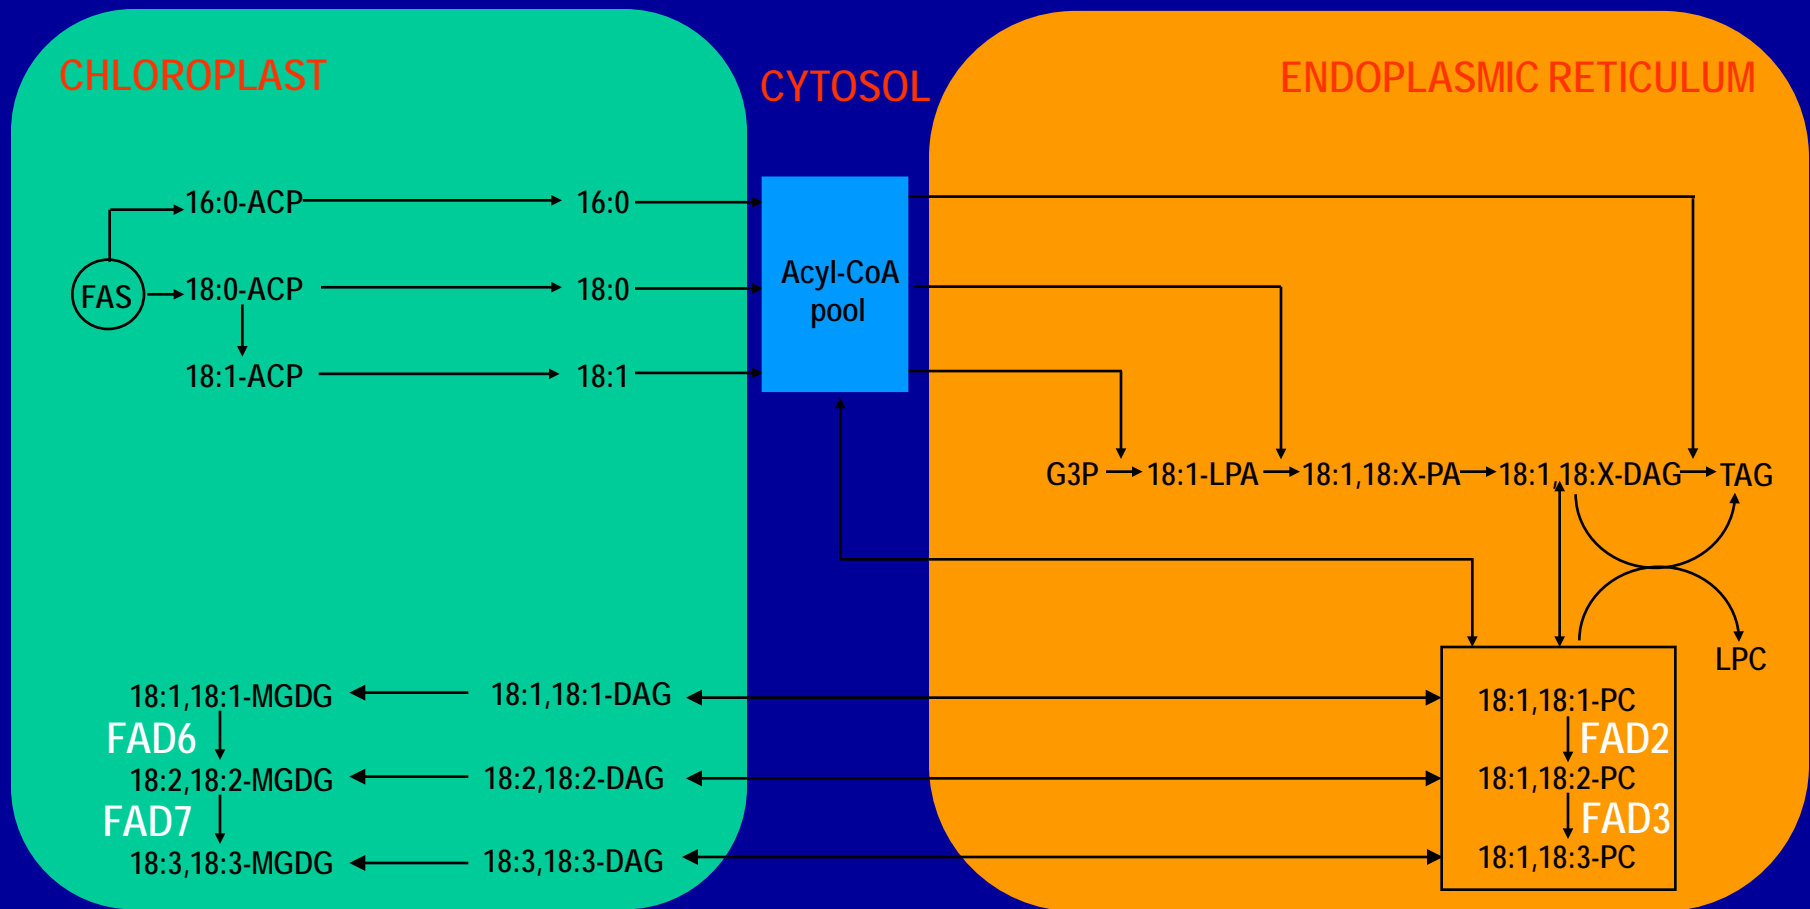 CHLOROPLAST
CYTOSOL
ENDOPLASMIC RETICULUM
16:0-ACP
16:0
FAS
18:0-ACP
18:0
Acyl-CoA
pool
18:1-ACP
18:1
G3P
18:1-LPA
18:1,18:X-PA
18:1,18:X-DAG
TAG
LPC
18:1,18:1-MGDG
18:1,18:1-DAG
18:1,18:1-PC
FAD6
FAD2
18:2,18:2-MGDG
18:2,18:2-DAG
18:1,18:2-PC
FAD7
FAD3
18:3,18:3-MGDG
18:3,18:3-DAG
18:1,18:3-PC